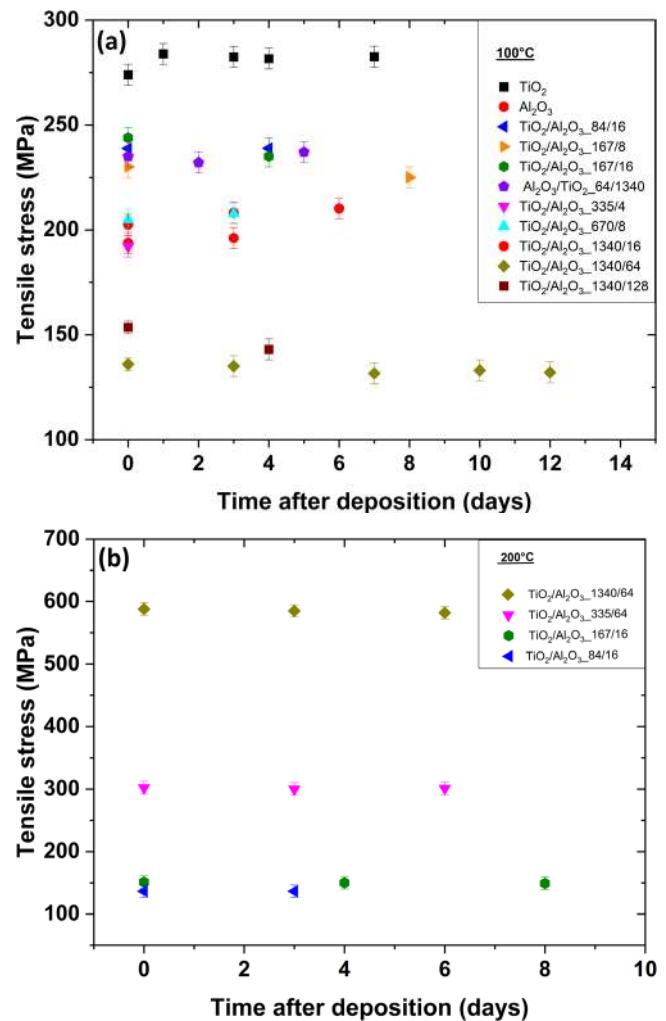 (a)
300
250
200
150
100
Tensile stress (MPa)
0 2 4 6 8 10 12 14
Time after deposition (days)
100°C
TiO₂
Al₂O₃
TiO₂/Al₂O₃_84/16
TiO₂/Al₂O₃_167/8
TiO₂/Al₂O₃_167/16
Al₂O₃/TiO₂_64/1340
TiO₂/Al₂O₃_335/4
TiO₂/Al₂O₃_670/8
TiO₂/Al₂O₃_1340/16
TiO₂/Al₂O₃_1340/64
TiO₂/Al₂O₃_1340/128
(b)
700
600
500
400
300
200
100
Tensile stress (MPa)
0 2 4 6 8 10
Time after deposition (days)
200°C
TiO₂/Al₂O₃_1340/64
TiO₂/Al₂O₃_335/64
TiO₂/Al₂O₃_167/16
TiO₂/Al₂O₃_84/16